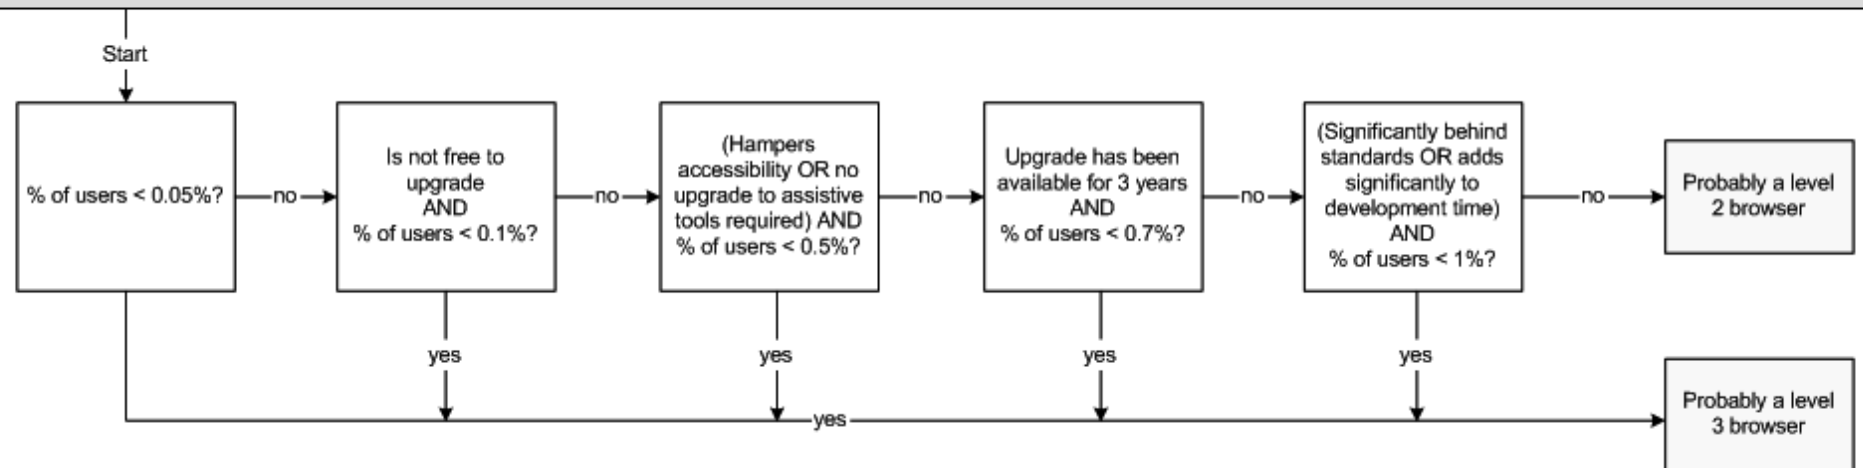 Start
% of users < 0.05%?
no
Is not free to
upgrade
AND
% of users < 0.1%?
no
(Hampers
accessibility OR no
upgrade to assistive
tools required) AND
% of users < 0.5%?
no
Upgrade has been
available for 3 years
AND
% of users < 0.7%?
no
(Significantly behind
standards OR adds
significantly to
development time)
AND
% of users < 1%?
no
Probably a level
2 browser
yes
yes
yes
yes
yes
Probably a level
3 browser